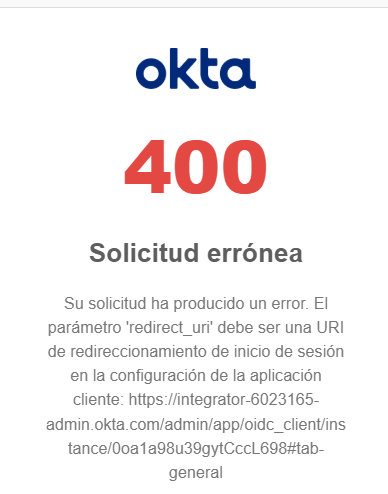 okta
400
Solicitud errónea
Su solicitud ha producido un error. El
parámetro 'redirect_uri' debe ser una URI
de redireccionamiento de inicio de sesión
en la configuración de la aplicación
cliente: https://integrator-6023165-
admin.okta.com/admin/app/oidc_client/ins
tance/0oa1a98u39gytCccL698#tab-
general